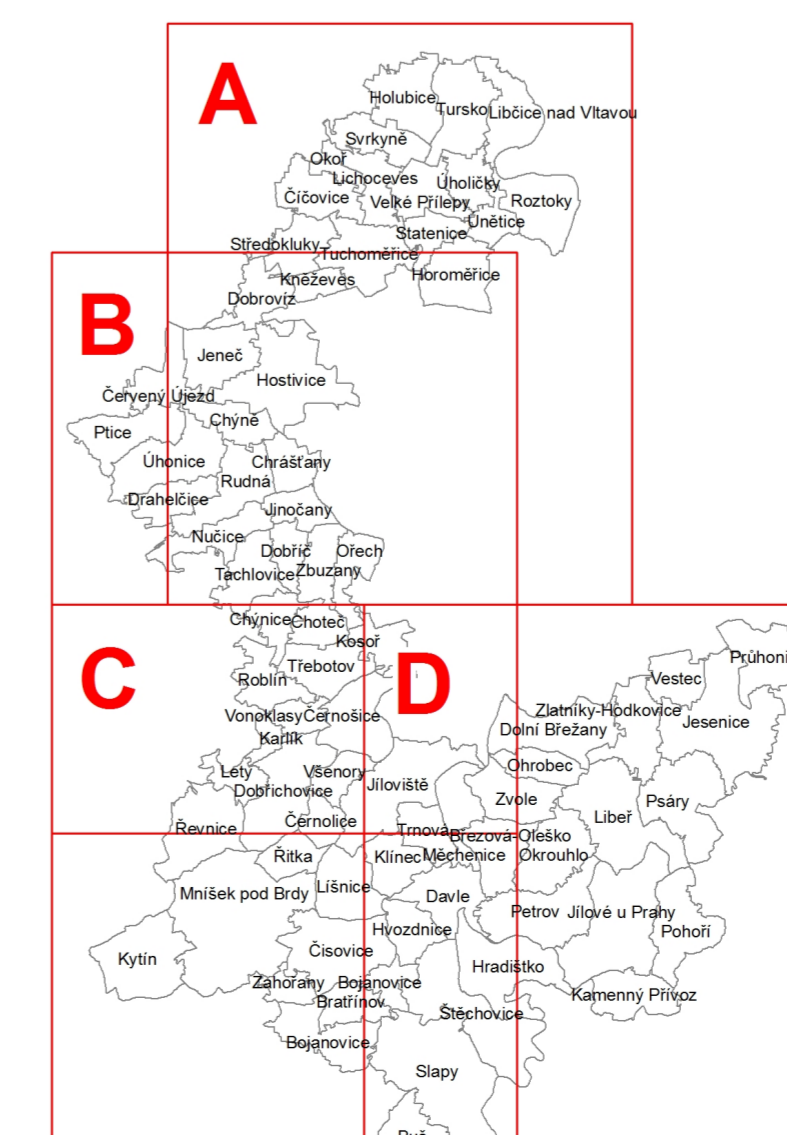 A
Holubice
Tursko
Libčice nad Vltavou
Svrkyně
Okoř
Lichoceves
Úholičky
Číčovice
Velké Přílepy
Roztoky
Únětice
Statenice
Středokluky
Tuchoměřice
Horoměřice
Kněževes
Dobrovíz
B
Jeneč
Hostivice
Červený Újezd
Chýně
Ptice
Úhonice
Chrášťany
Rudná
Drahelčice
Jinočany
Nučice
Dobříč
Ořech
Tachlovice
Zbuzany
Chýnice
Choteč
Kosoř
C
D
Třebotov
Roblín
Průhoni
Vestec
Vonoklasy
Černošice
Zlatníky-Hodkovice
Jesenice
Dolní Břežany
Karlík
Lety
Všenory
Ohrobec
Dobřichovice
Jíloviště
Zvole
Psáry
Libeř
Řevnice
Černolice
Trnová
Březová-Oleško
Řitka
Klínec
Měchenice
Okrouhlo
Mníšek pod Brdy
Líšnice
Davle
Petrov
Jílové u Prahy
Hvozdnice
Pohoří
Čisovice
Kytín
Hradištko
Zahořany
Bojanovice
Kamenný Přívoz
Bratřínov
Štěchovice
Bojanovice
Slapy